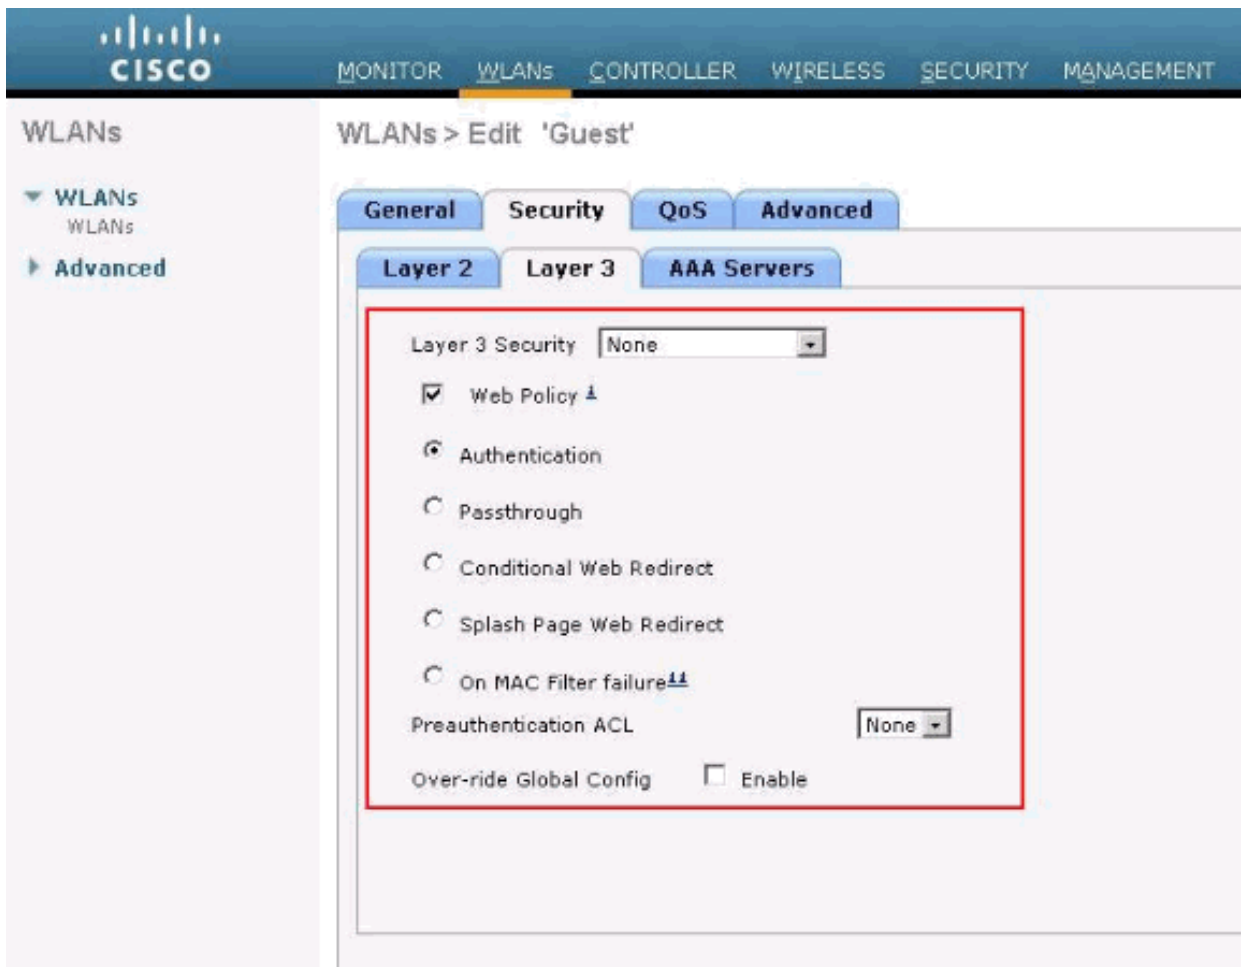 CISCO
MONITOR WLANs CONTROLLER WIRELESS SECURITY MANAGEMENT
WLANs
WLANs
WLANs
Advanced
WLANs > Edit 'Guest'
General Security QoS Advanced
Layer 2 Layer 3 AAA Servers
Layer 3 Security None
Web Policy 1
Authentication
Passthrough
Conditional Web Redirect
Splash Page Web Redirect
On MAC Filter failure11
Preauthentication ACL None
Over-ride Global Config Enable